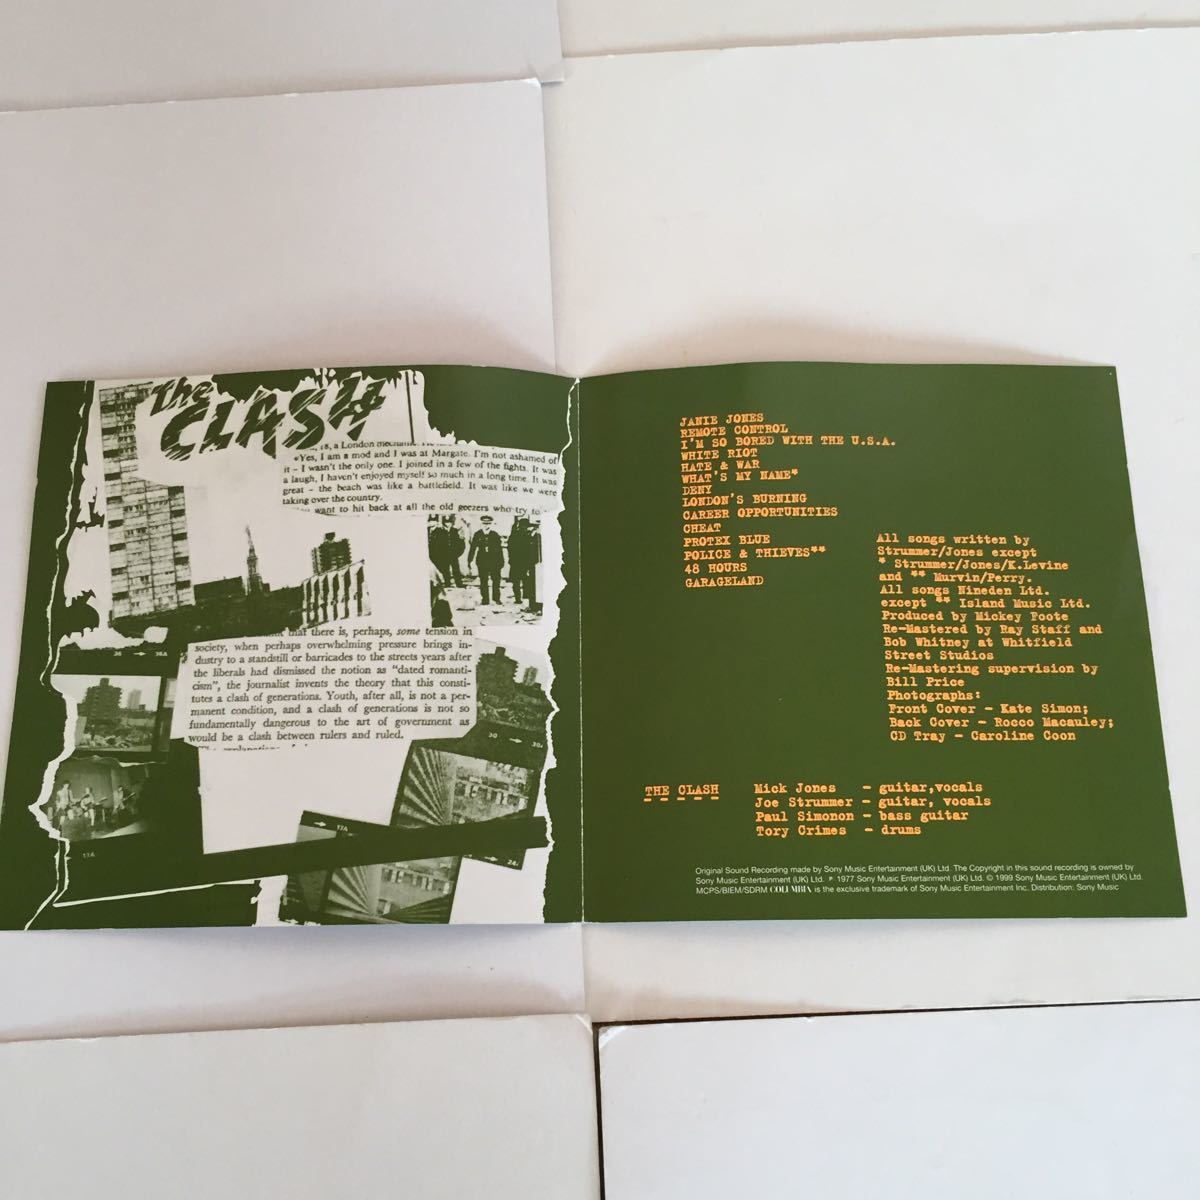 The
CLASH
18, a London mechanic.
«Yes, I am a mod and I was at Margate. I'm not ashamed of
it – I wasn't the only one. I joined in a few of the fights. It was
a laugh, I haven't enjoyed myself so much in a long time. It was
great – the beach was like a battlefield. It was like we were
taking over the country.
want to hit back at all the old geezers who try to
that there is, perhaps, some tension in
society, when perhaps overwhelming pressure brings in-
dustry to a standstill or barricades to the streets years after
the liberals had dismissed the notion as "dated romanti-
cism", the journalist invents the theory that this consti-
tutes a clash of generations. Youth, after all, is not a per-
manent condition, and a clash of generations is not so
fundamentally dangerous to the art of government as
would be a clash between rulers and ruled.
36
36A
30
17A
17A
24
JANIE JONES
REMOTE CONTROL
I'M SO BORED WITH THE U.S.A.
WHITE RIOT
HATE & WAR
WHAT'S MY NAME*
DENY
LONDON'S BURNING
CAREER OPPORTUNITIES
CHEAT
PROTEX BLUE
POLICE & THIEVES**
48 HOURS
GARAGELAND
All songs written by
Strummer/Jones except
* Strummer/Jones/K.Levine
and ** Murvin/Perry.
All songs Nineden Ltd.
except ** Island Music Ltd.
Produced by Mickey Foote
Re-Mastered by Ray Staff and
Bob Whitney at Whitfield
Street Studios
Re-Mastering supervision by
Bill Price
Photographs:
Front Cover – Kate Simon;
Back Cover – Rocco Macauley;
CD Tray – Caroline Coon
THE CLASH Mick Jones – guitar,vocals
Joe Strummer – guitar, vocals
Paul Simonon – bass guitar
Tory Crimes – drums
Original Sound Recording made by Sony Music Entertainment (UK) Ltd. The Copyright in this sound recording is owned by
Sony Music Entertainment (UK) Ltd. ℗ 1977 Sony Music Entertainment (UK) Ltd. © 1999 Sony Music Entertainment (UK) Ltd.
MCPS/BIEM/SDRM COLUMBIA is the exclusive trademark of Sony Music Entertainment Inc. Distribution: Sony Music